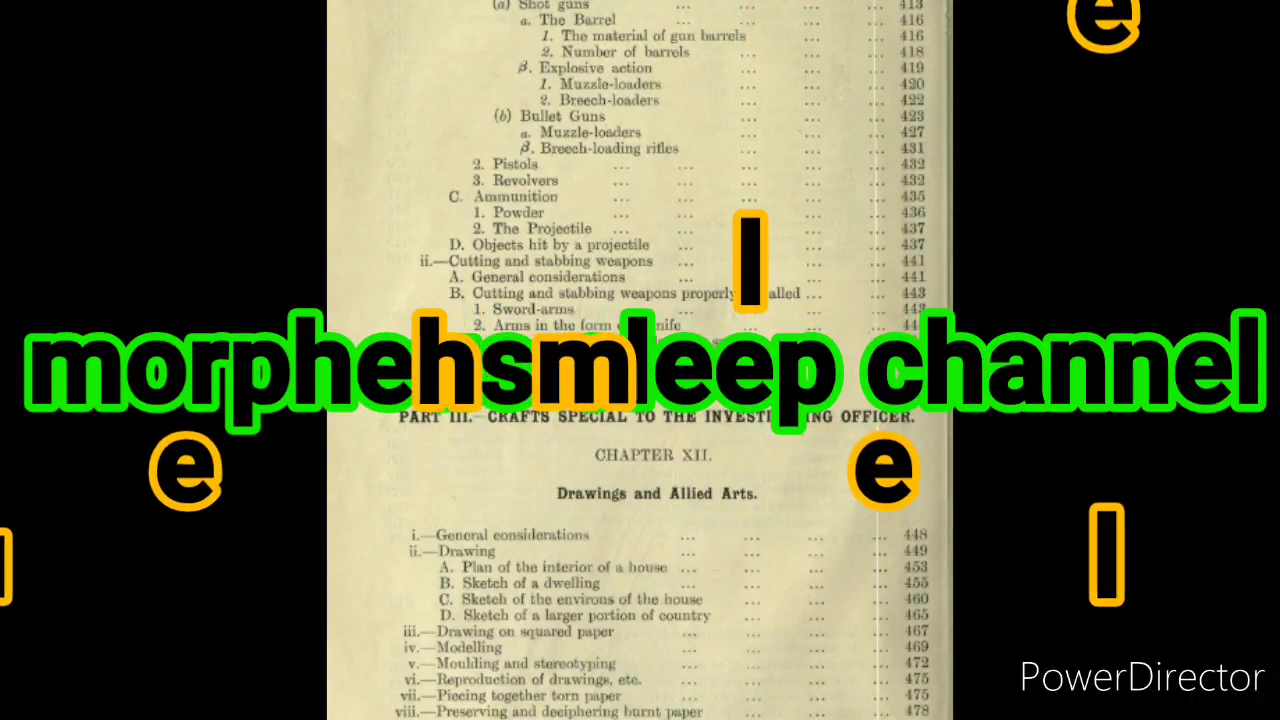 (a) Shot guns ... ... ... ... 413
a. The Barrel ... ... ... ... 416
1. The material of gun barrels ... ... 416
2. Number of barrels ... ... ... 418
β. Explosive action ... ... ... 419
1. Muzzle-loaders ... ... ... 420
2. Breech-loaders ... ... ... 422
(b) Bullet Guns ... ... ... 423
a. Muzzle-loaders ... ... ... 427
β. Breech-loading rifles ... ... ... 431
2. Pistols ... ... ... ... ... 432
3. Revolvers ... ... ... ... ... 432
C. Ammunition ... ... ... ... ... 435
1. Powder ... ... ... ... 436
2. The Projectile ... ... ... ... 437
D. Objects hit by a projectile ... ... ... 437
l
ii.—Cutting and stabbing weapons ... ... ... 441
A. General considerations ... ... ... 441
B. Cutting and stabbing weapons properly alled ... ... 443
1. Sword-arms ... ... ...
2. Arms in the form nife ... ... ...
morphehsmleep channel
PART III.—CRAFTS SPECIAL TO THE INVESTI ING OFFICER.
e
e
e
CHAPTER XII.
Drawings and Allied Arts.
l
i.—General considerations ... ... ... ... 448
ii.—Drawing ... ... ... ... 449
A. Plan of the interior of a house ... ... ... ... 453
B. Sketch of a dwelling ... ... ... ... 455
C. Sketch of the environs of the house ... ... ... 460
D. Sketch of a larger portion of country ... ... ... 465
iii.—Drawing on squared paper ... ... ... ... 467
iv.—Modelling ... ... ... ... 469
v.—Moulding and stereotyping ... ... ... ... 472
vi.—Reproduction of drawings, etc. ... ... ... ... 475
vii.—Piecing together torn paper ... ... ... ... 475
viii.—Preserving and deciphering burnt paper ... ... ... 478
PowerDirector